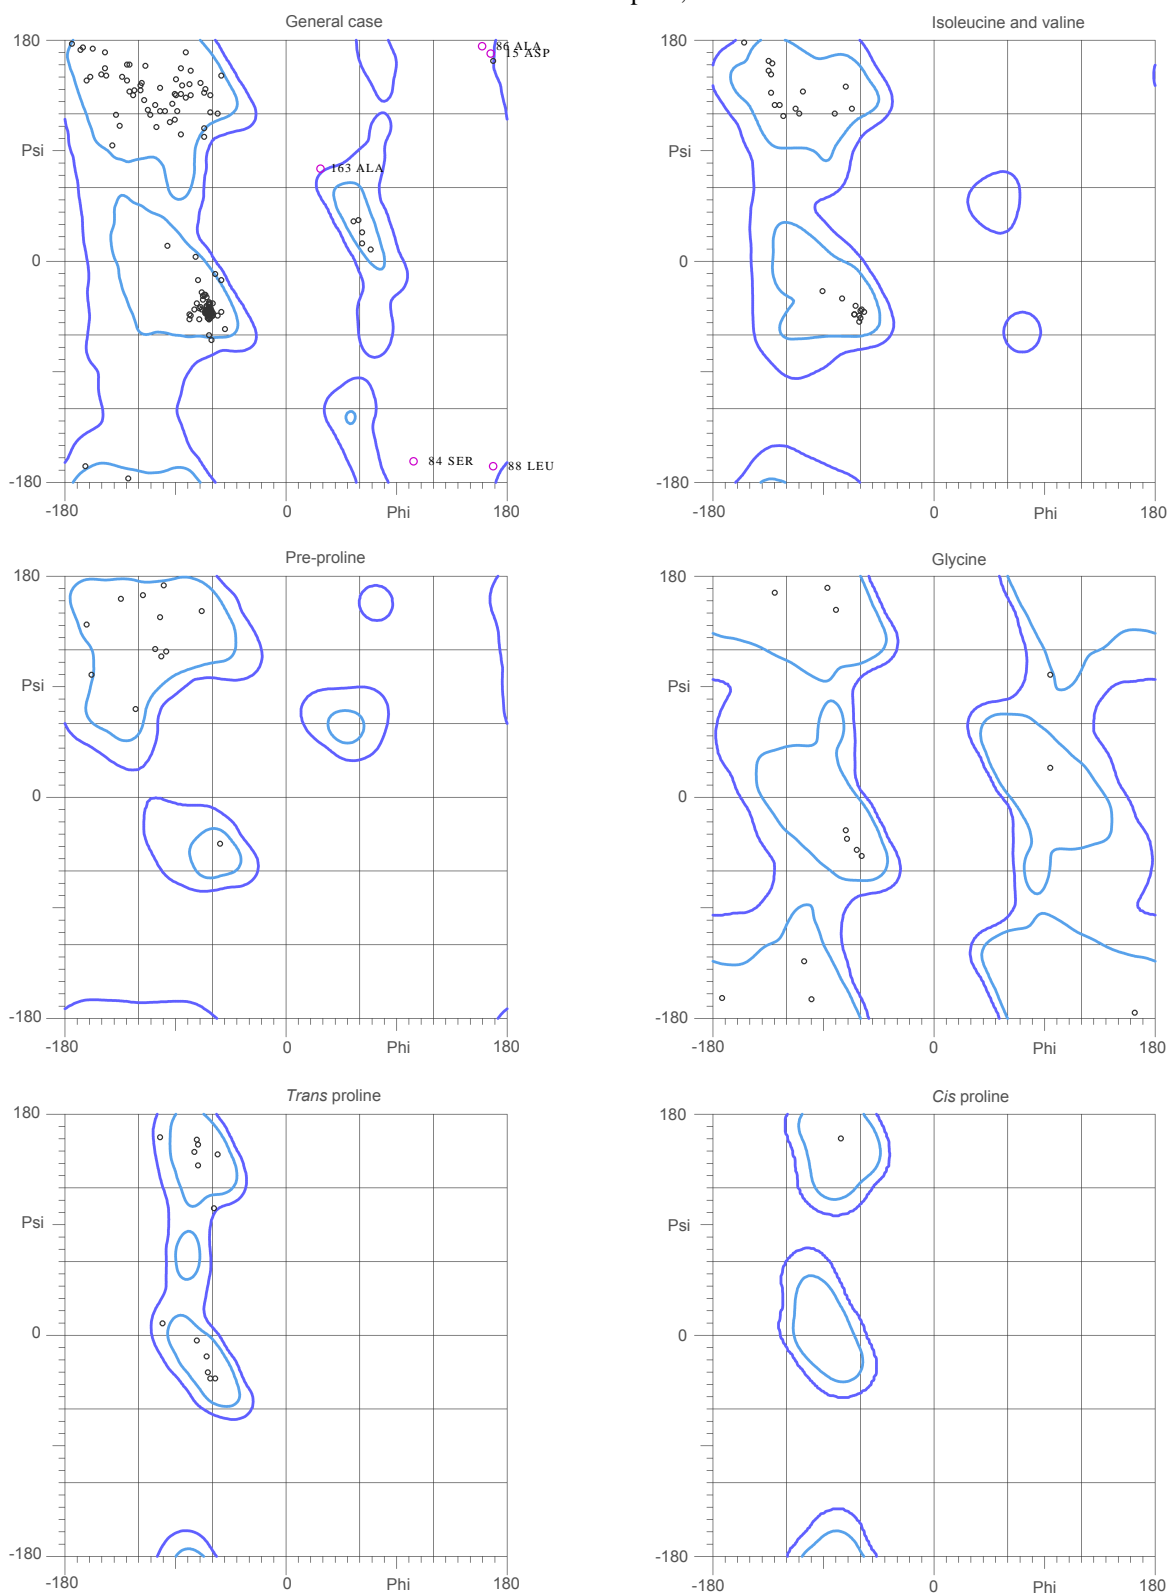 General case
180
Psi
0
-180
-180
0
Phi
180
86 ALA
15 ASP
163 ALA
84 SER
88 LEU
Isoleucine and valine
180
Psi
0
-180
-180
0
Phi
180
Pre-proline
180
Psi
0
-180
-180
0
Phi
180
Glycine
180
Psi
0
-180
-180
0
Phi
180
Trans proline
180
Psi
0
-180
-180
0
Phi
180
Cis proline
180
Psi
0
-180
-180
0
Phi
180